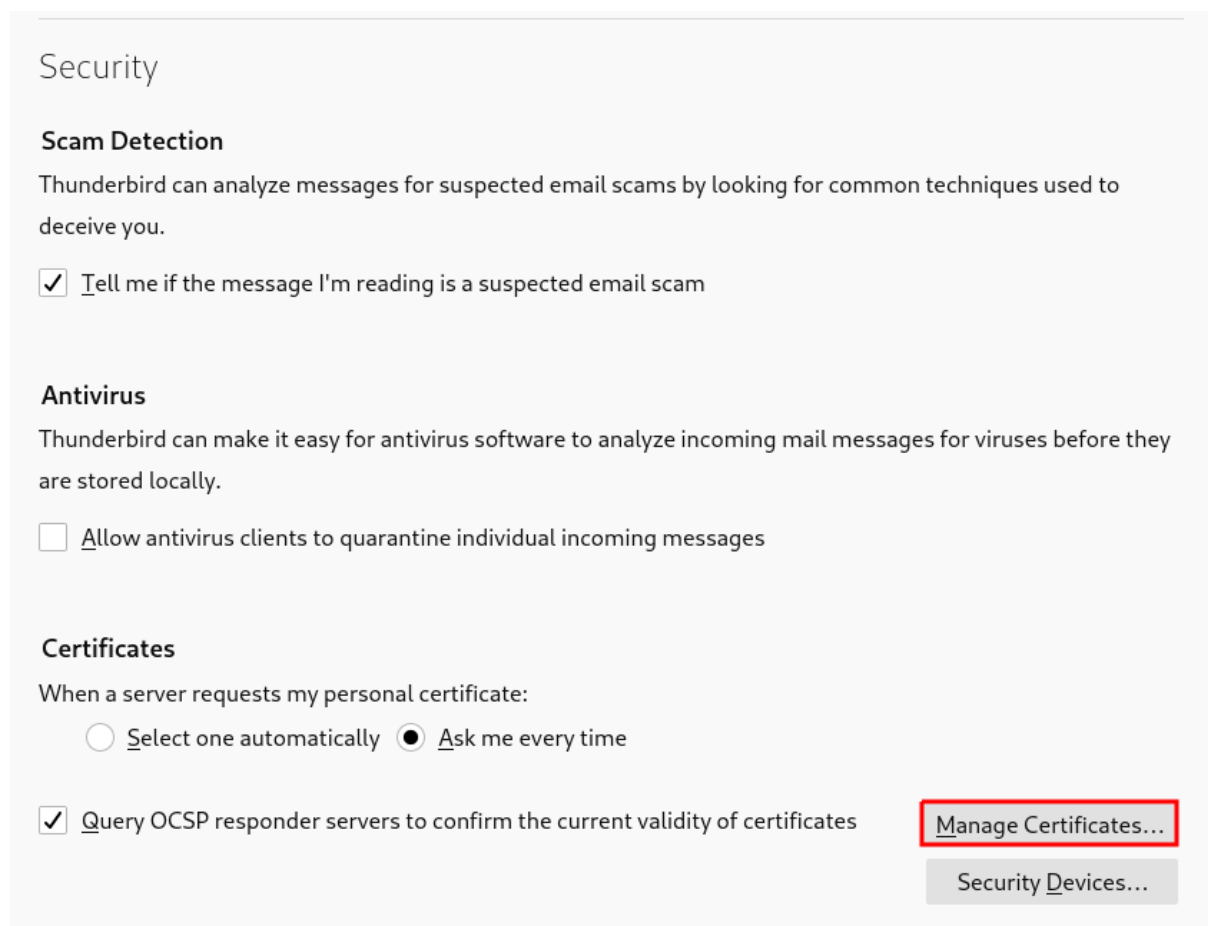 Security
Scam Detection
Thunderbird can analyze messages for suspected email scams by looking for common techniques used to
deceive you.
Tell me if the message I'm reading is a suspected email scam
Antivirus
Thunderbird can make it easy for antivirus software to analyze incoming mail messages for viruses before they
are stored locally.
Allow antivirus clients to quarantine individual incoming messages
Certificates
When a server requests my personal certificate:
Select one automatically Ask me every time
Query OCSP responder servers to confirm the current validity of certificates Manage Certificates...
Security Devices...